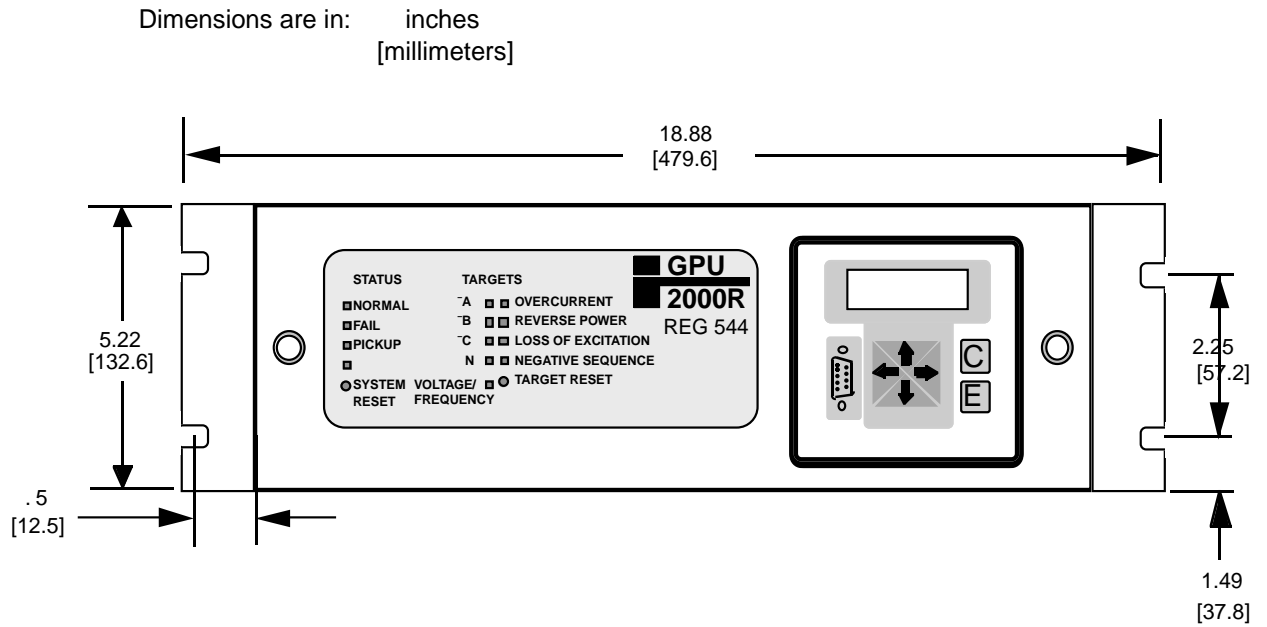 Dimensions are in: inches
[millimeters]
18.88
[479.6]
5.22
[132.6]
STATUS
NORMAL
FAIL
PICKUP
SYSTEM
RESET
TARGETS
‾A
‾B
‾C
N
VOLTAGE/
FREQUENCY
OVERCURRENT
REVERSE POWER
LOSS OF EXCITATION
NEGATIVE SEQUENCE
TARGET RESET
GPU
2000R
REG 544
C
E
2.25
[57.2]
.5
[12.5]
1.49
[37.8]